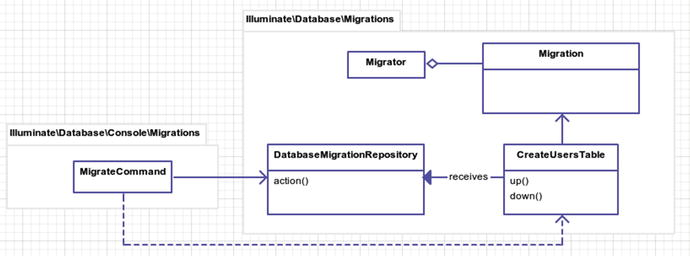 Illuminate\Database\Migrations
Migrator
Migration
Illuminate\Database\Console\Migrations
MigrateCommand
DatabaseMigrationRepository
action()
receives
CreateUsersTable
up()
down()